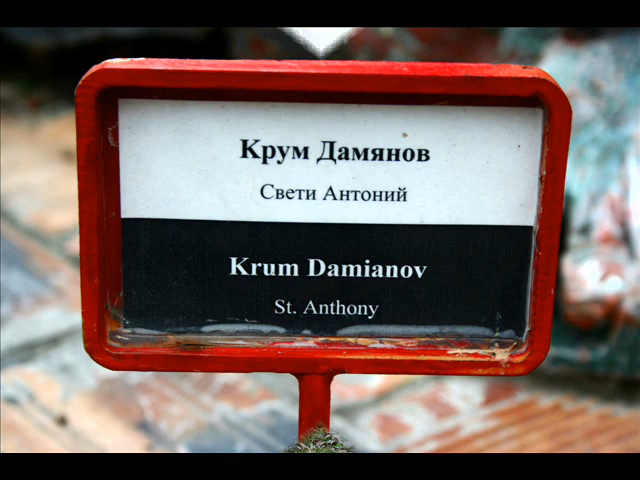 Крум Дамянов
Свети Антоний
Krum Damianov
St. Anthony